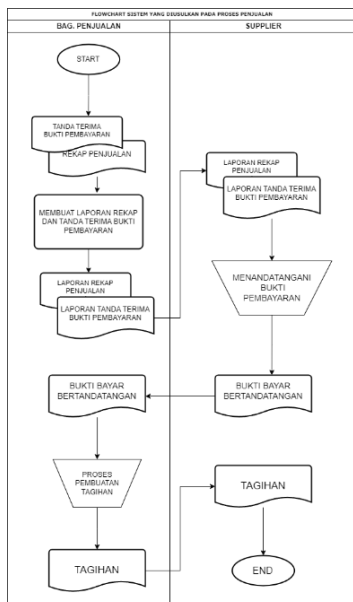 FLOWCHART SISTEM YANG DIUSULKAN PADA PROSES PENJUALAN
BAG. PENJUALAN
SUPPLIER
START
TANDA TERIMA
BUKTI PEMBAYARAN
REKAP PENJUALAN
MEMBUAT LAPORAN REKAP
DAN TANDA TERIMA BUKTI
PEMBAYARAN
LAPORAN REKAP
PENJUALAN
LAPORAN TANDA TERIMA
BUKTI PEMBAYARAN
LAPORAN REKAP
PENJUALAN
LAPORAN TANDA TERIMA
BUKTI PEMBAYARAN
MENANDATANGANI
BUKTI
PEMBAYARAN
BUKTI BAYAR
BERTANDATANGAN
BUKTI BAYAR
BERTANDATANGAN
PROSES
PEMBUATAN
TAGIHAN
TAGIHAN
TAGIHAN
END